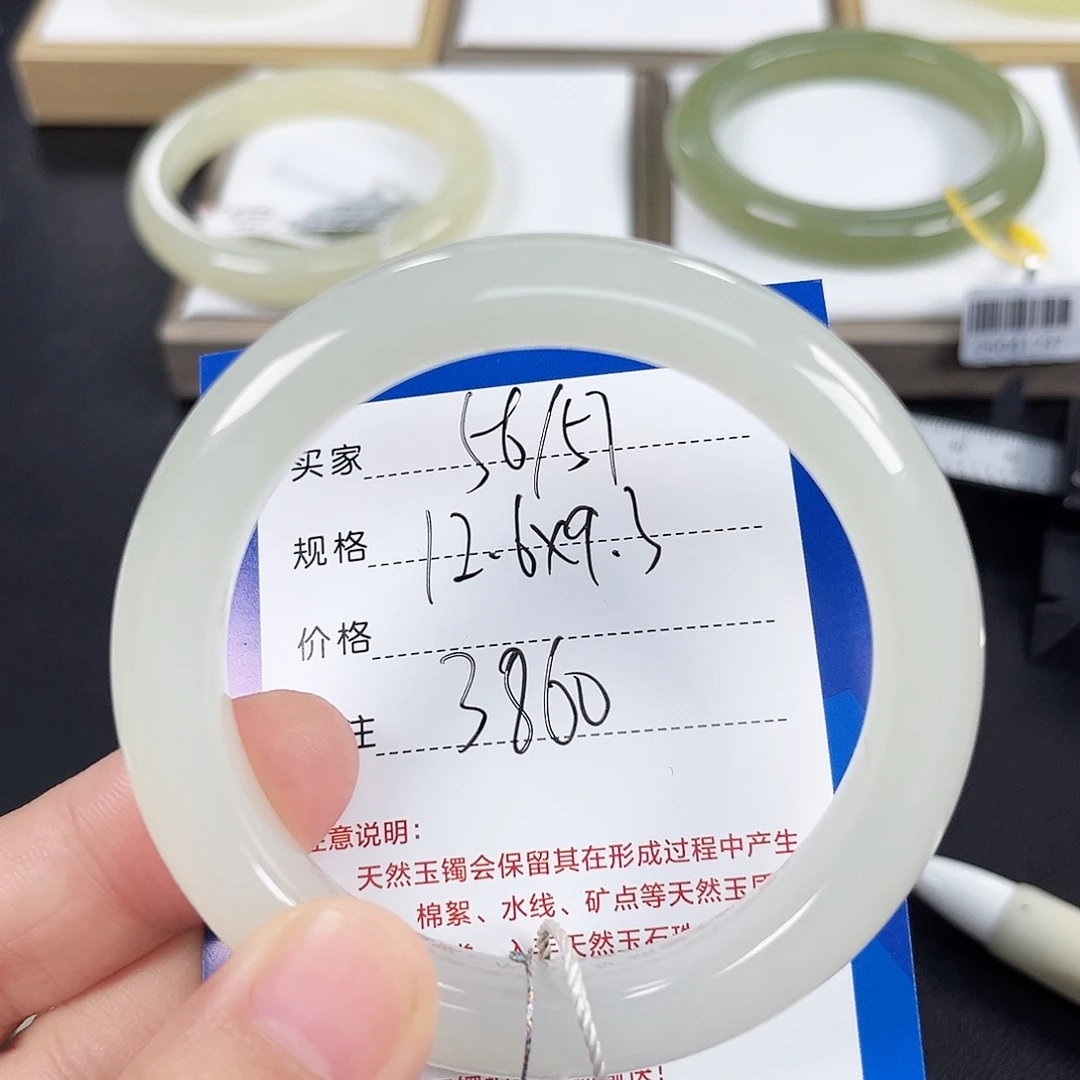 买家 56/57
规格 12.6x9.3
价格
注 3860
注意说明:
天然玉镯会保留其在形成过程中产生
棉絮、水线、矿点等天然玉
天然玉石